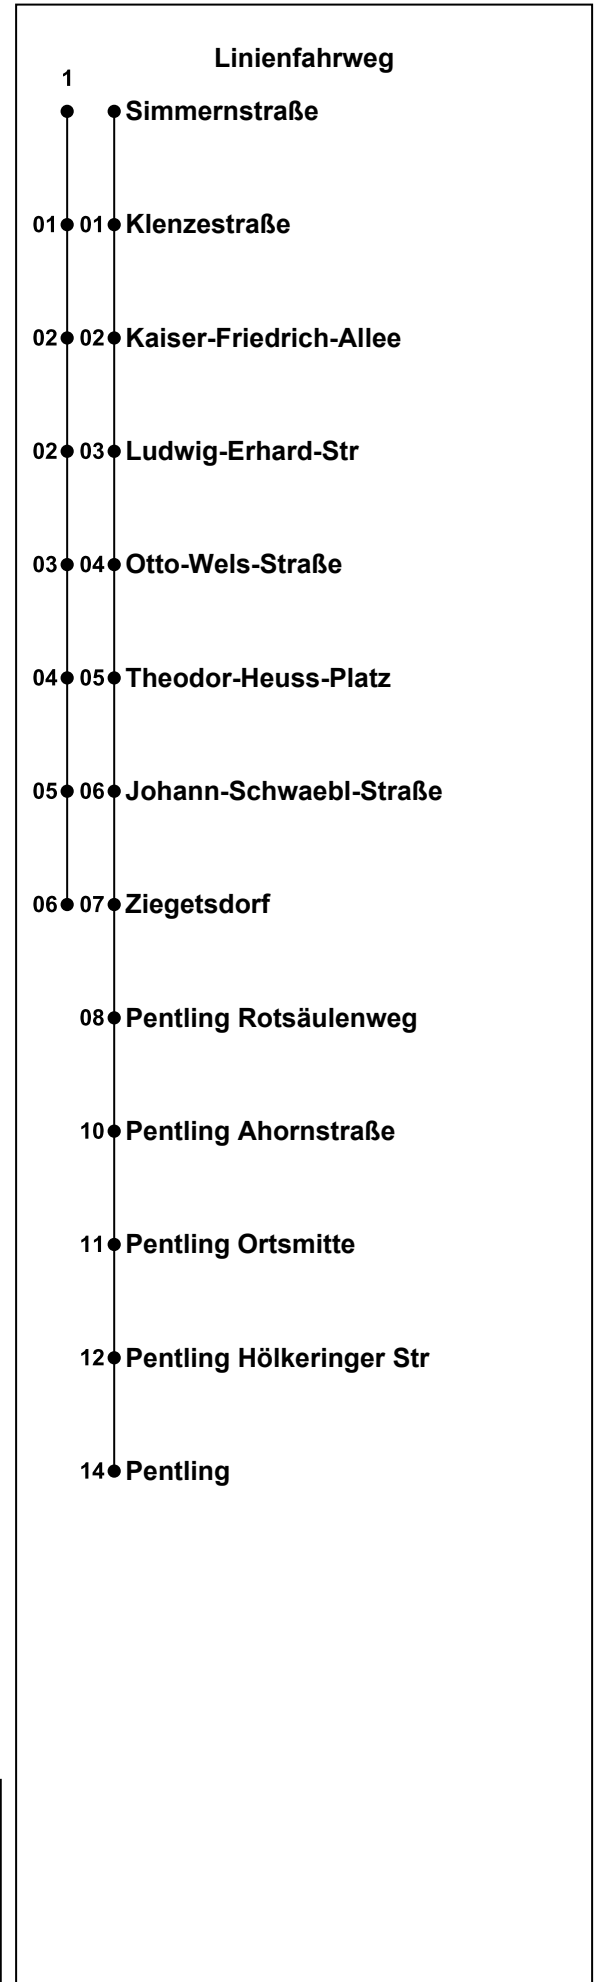 Linienfahrweg
1
Simmernstraße
01 01 Klenzestraße
02 02 Kaiser-Friedrich-Allee
02 03 Ludwig-Erhard-Str
03 04 Otto-Wels-Straße
04 05 Theodor-Heuss-Platz
05 06 Johann-Schwaebl-Straße
06 07 Ziegetsdorf
08 Pentling Rotsäulenweg
10 Pentling Ahornstraße
11 Pentling Ortsmitte
12 Pentling Hölkeringer Str
14 Pentling